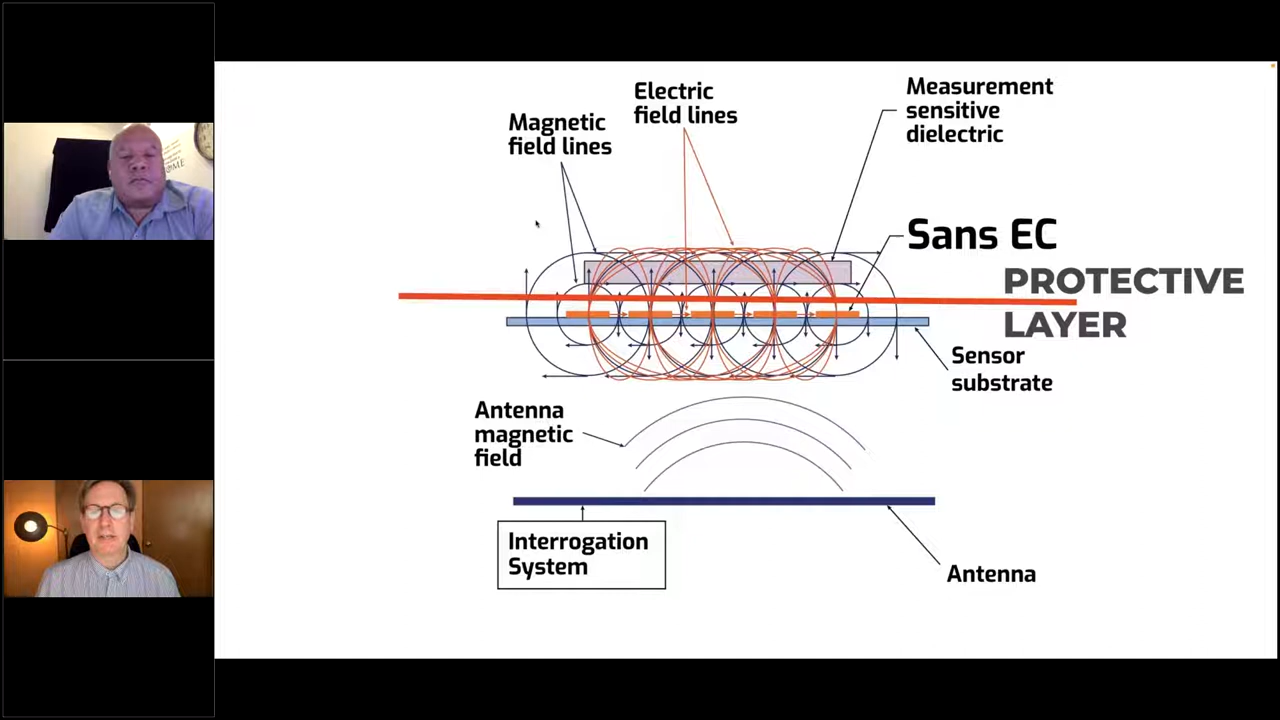 Electric
field lines
Magnetic
field lines
Measurement
sensitive
dielectric
Sans EC
PROTECTIVE
LAYER
Sensor
substrate
Antenna
magnetic
field
Interrogation
System
Antenna